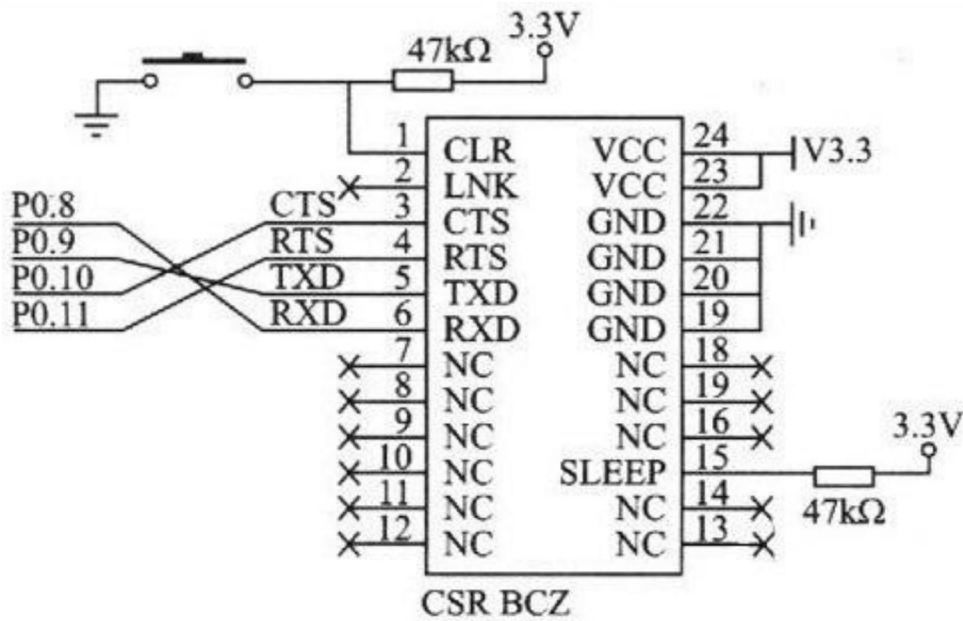 3.3V
47kΩ
1 CLR VCC 24 V3.3
2 LNK VCC 23
P0.8 CTS 3 CTS GND 22
P0.9 RTS 4 RTS GND 21
P0.10 TXD 5 TXD GND 20
P0.11 RXD 6 RXD GND 19
7 NC NC 18
8 NC NC 19
9 NC NC 16
3.3V
10 NC SLEEP 15
11 NC NC 14
47kΩ
12 NC NC 13
CSR BCZ